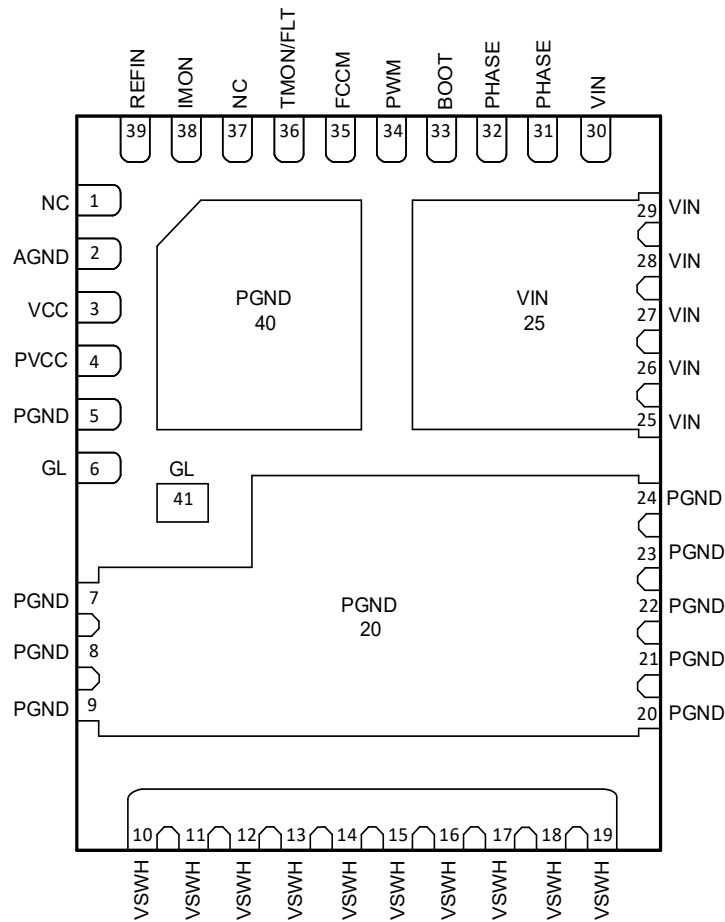 REFIN
IMON
NC
TMON/FLT
FCCM
PWM
BOOT
PHASE
PHASE
VIN
39
38
37
36
35
34
33
32
31
30
NC
1
AGND
2
VCC
3
PVCC
4
PGND
5
GL
6
PGND
40
VIN
25
29
VIN
28
VIN
27
VIN
26
VIN
25
VIN
GL
41
24
PGND
23
PGND
22
PGND
21
PGND
20
PGND
PGND
7
PGND
8
PGND
9
PGND
20
10
11
12
13
14
15
16
17
18
19
VSWH
VSWH
VSWH
VSWH
VSWH
VSWH
VSWH
VSWH
VSWH
VSWH